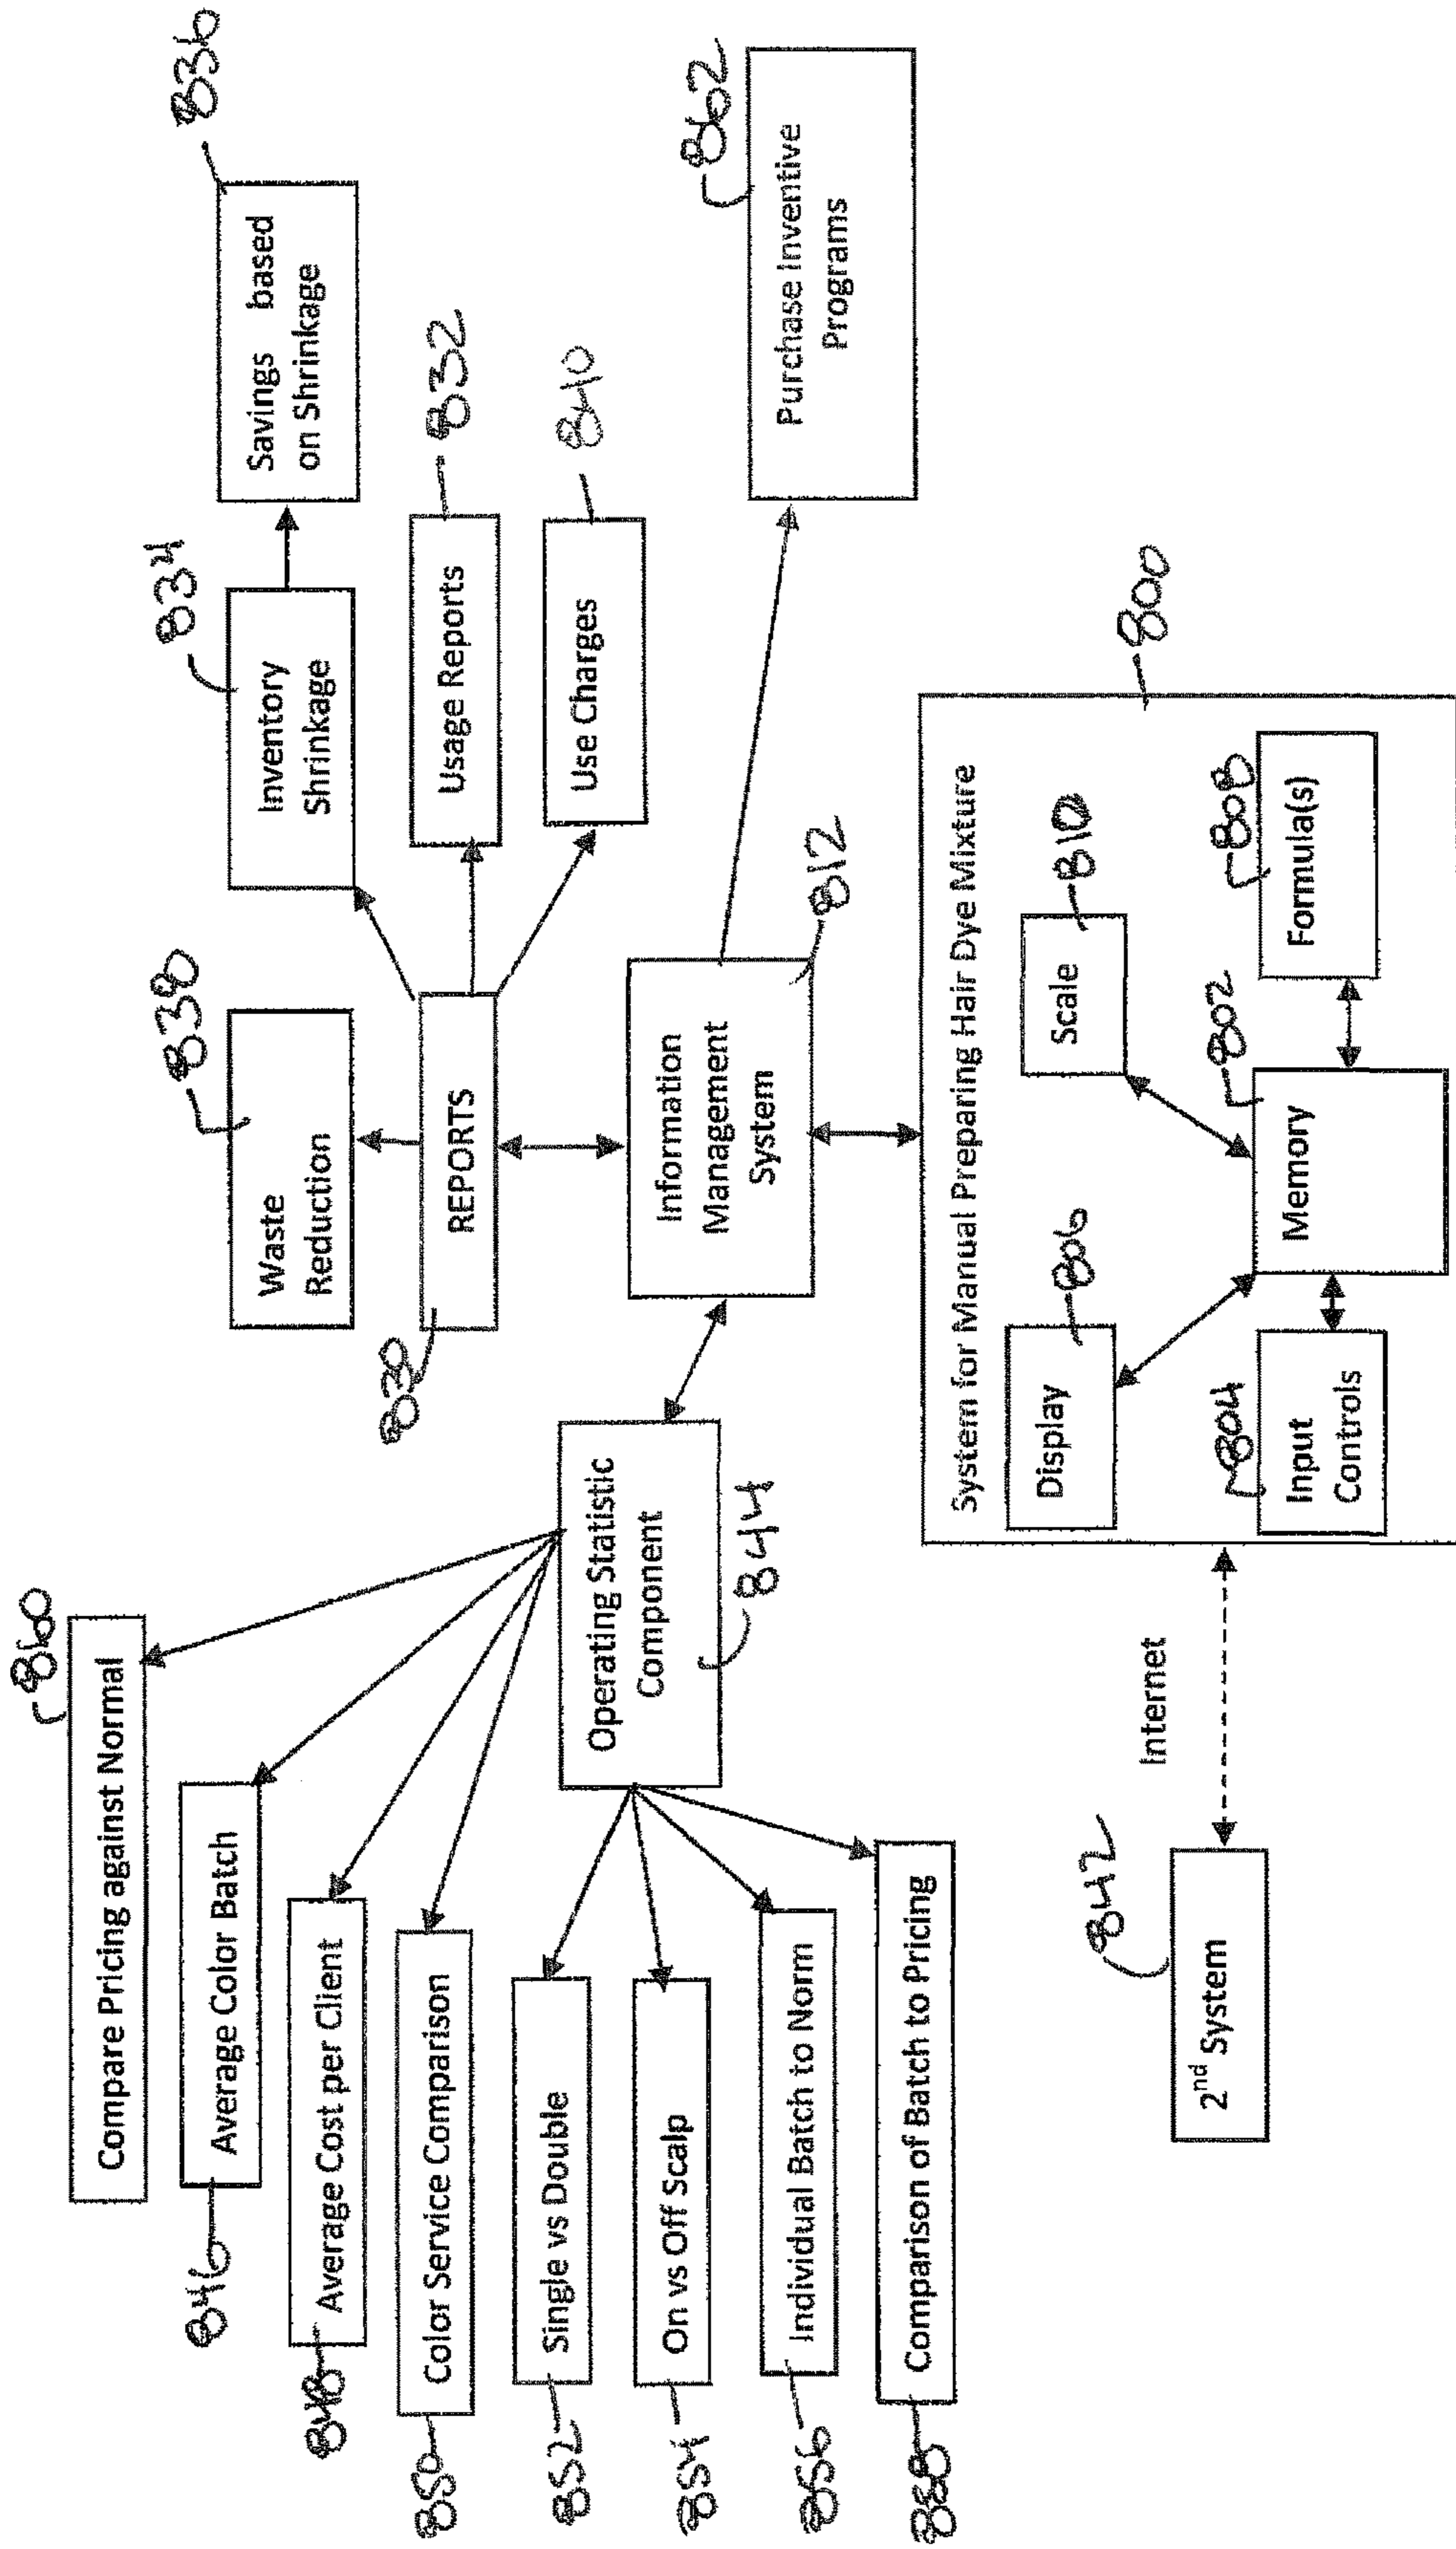 860
Compare Pricing against Normal
846
Average Color Batch
848
Average Cost per Client
850
Color Service Comparison
852
Single vs Double
854
On vs Off Scalp
856
Individual Batch to Norm
858
Comparison of Batch to Pricing
Operating Statistic
Component
844
838
Waste
Reduction
834
Inventory
Shrinkage
836
Savings based
on Shrinkage
830
REPORTS
832
Usage Reports
840
Use Charges
Information
Management
System
812
862
Purchase Inventive
Programs
842
2nd System
Internet
800
System for Manual Preparing Hair Dye Mixture
806
Display
810
Scale
804
Input
Controls
802
Memory
808
Formula(s)